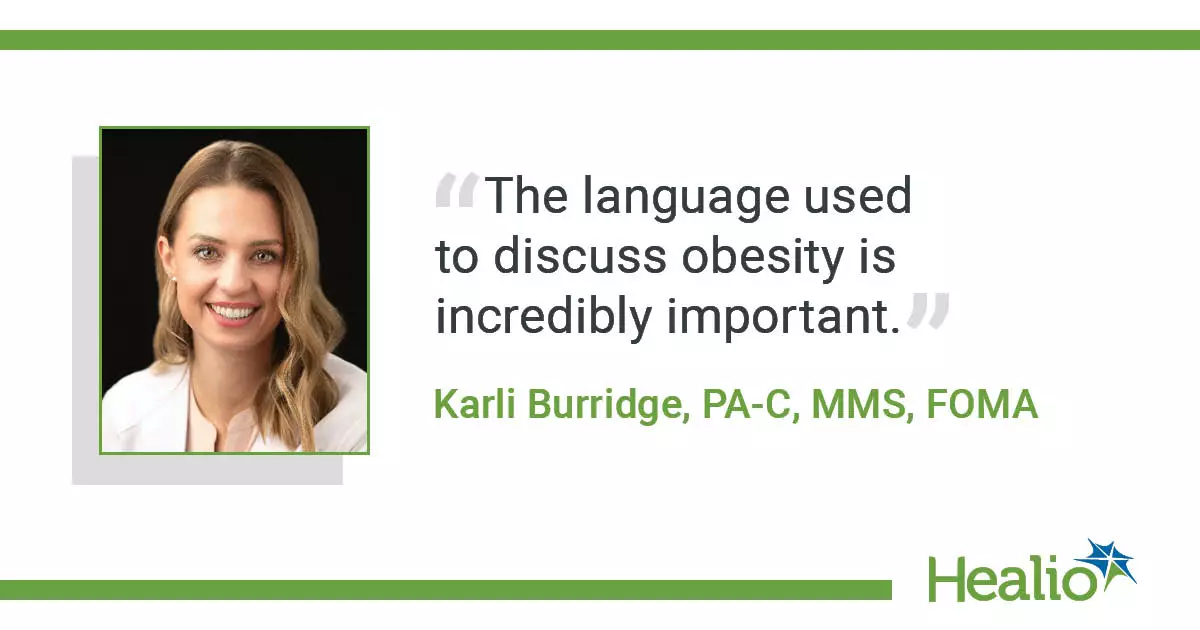 “The language used
to discuss obesity is
incredibly important.”
Karli Burridge, PA-C, MMS, FOMA
Healio